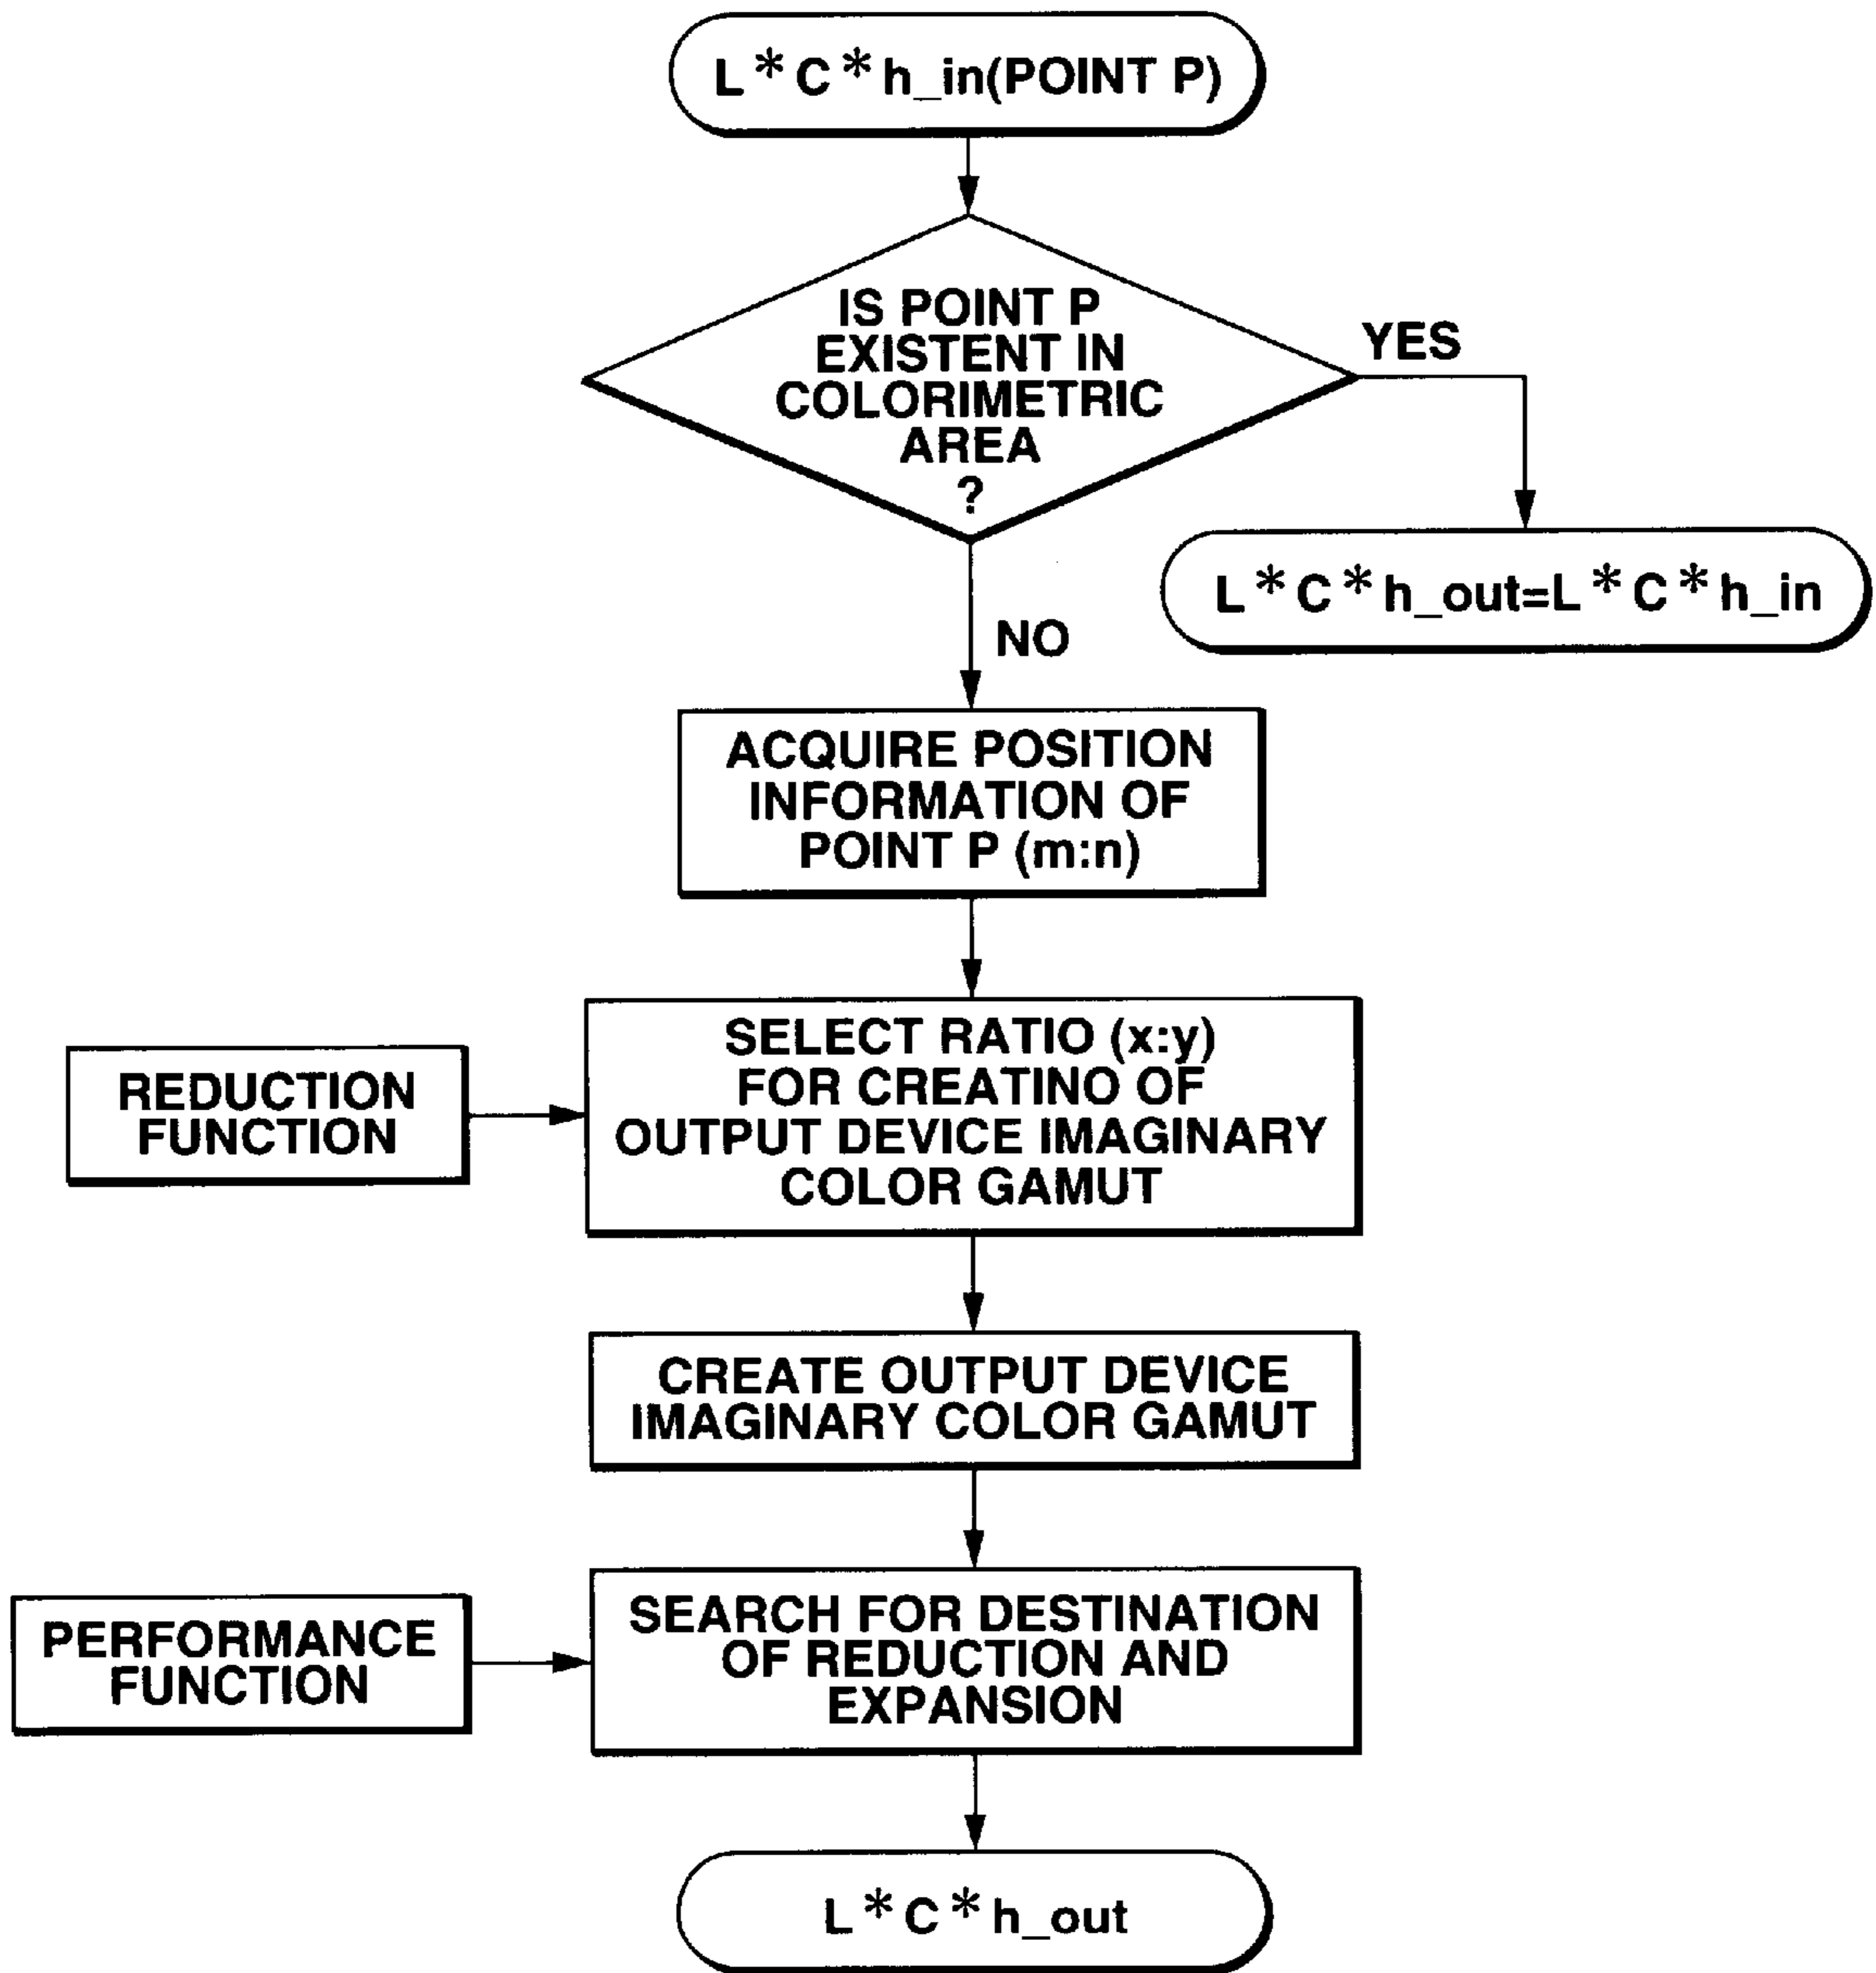 L*C*h_in(POINT P)
IS POINT P
EXISTENT IN
COLORIMETRIC
AREA
?
YES
L*C*h_out=L*C*h_in
NO
ACQUIRE POSITION
INFORMATION OF
POINT P (m:n)
REDUCTION
FUNCTION
SELECT RATIO (x:y)
FOR CREATINO OF
OUTPUT DEVICE IMAGINARY
COLOR GAMUT
CREATE OUTPUT DEVICE
IMAGINARY COLOR GAMUT
PERFORMANCE
FUNCTION
SEARCH FOR DESTINATION
OF REDUCTION AND
EXPANSION
L*C*h_out